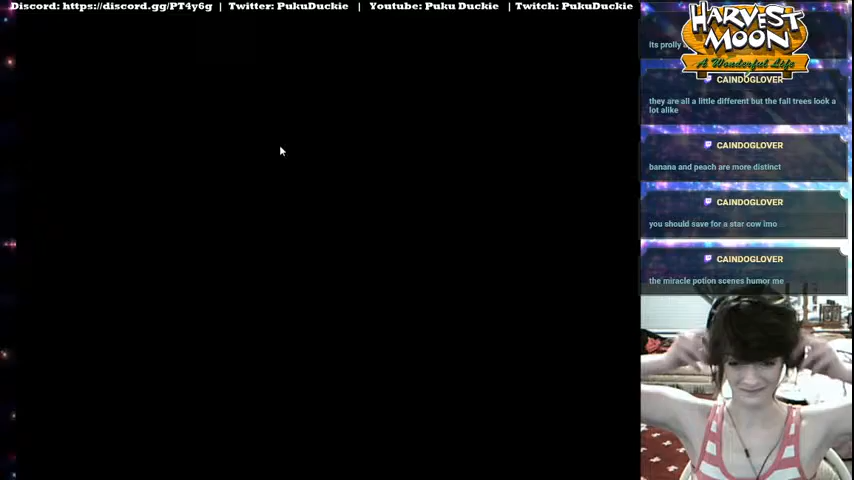 Discord: https://discord.gg/PT4y6g | Twitter: PukuDuckie | Youtube: Puku Duckie | Twitch: PukuDuckie
HARVEST
MOON
A Wonderful Life
Its prolly
CAINDOGLOVER
they are all a little different but the fall trees look a
lot alike
CAINDOGLOVER
banana and peach are more distinct
CAINDOGLOVER
you should save for a star cow imo
CAINDOGLOVER
the miracle potion scenes humor me